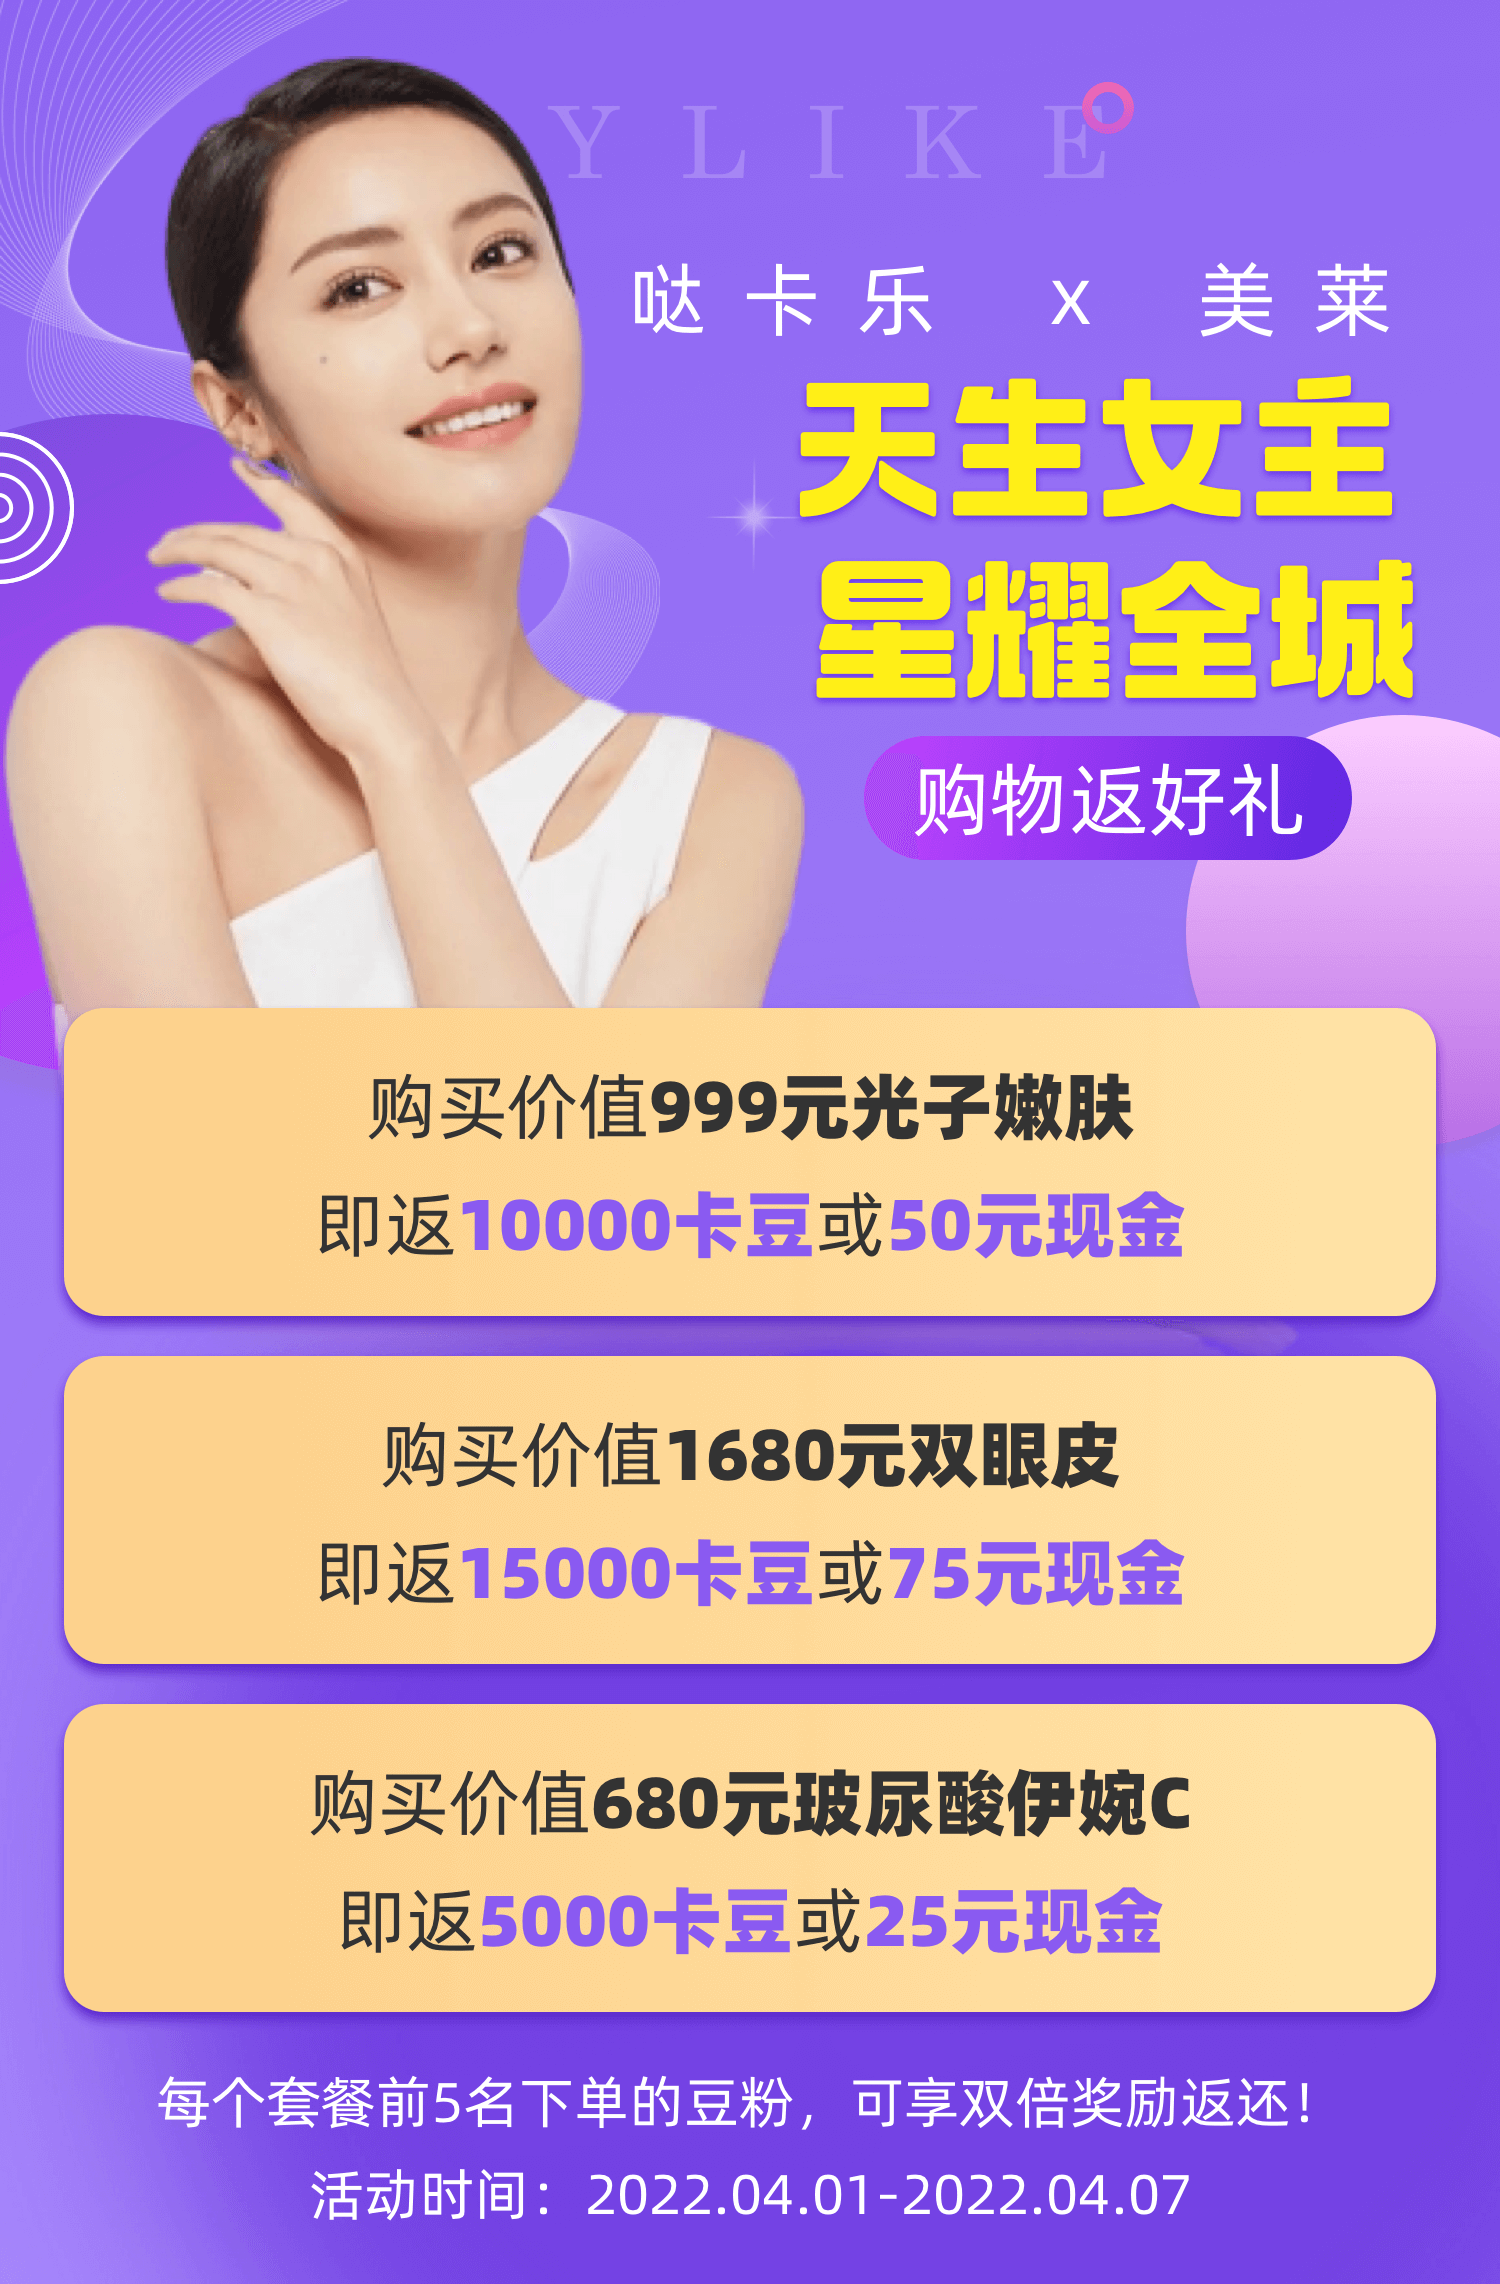 YLIKE
哒卡乐 x 美莱
天生女主
星耀全城
购物返好礼
购买价值999元光子嫩肤
即返10000卡豆或50元现金
购买价值1680元双眼皮
即返15000卡豆或75元现金
购买价值680元玻尿酸伊婉C
即返5000卡豆或25元现金
每个套餐前5名下单的豆粉，可享双倍奖励返还！
活动时间：2022.04.01-2022.04.07